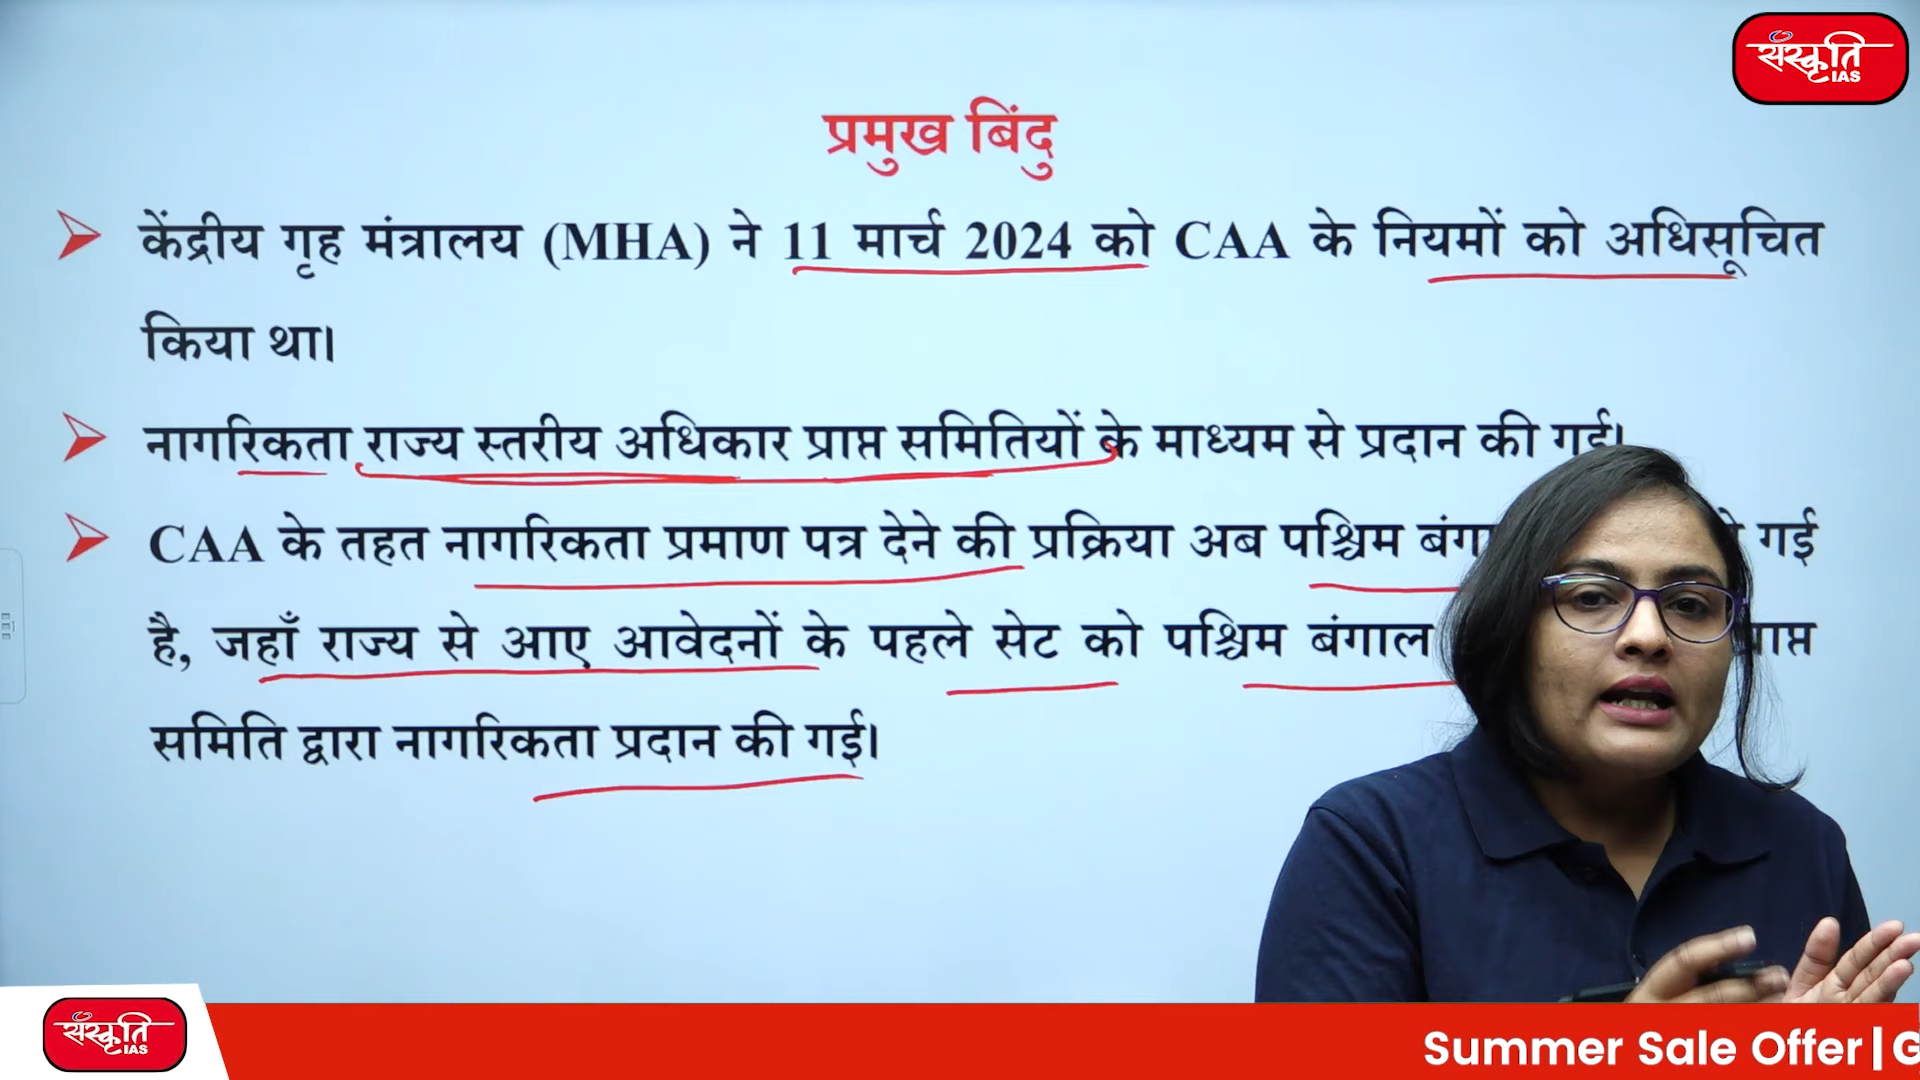 संस्कृति
IAS
प्रमुख बिंदु
केंद्रीय गृह मंत्रालय (MHA) ने 11 मार्च 2024 को CAA के नियमों को अधिसूचित
किया था।
नागरिकता राज्य स्तरीय अधिकार प्राप्त समितियों के माध्यम से प्रदान की गई।
CAA के तहत नागरिकता प्रमाण पत्र देने की प्रक्रिया अब पश्चिम गई
है, जहाँ राज्य से आए आवेदनों के पहले सेट को पश्चिम बंगाल
समिति द्वारा नागरिकता प्रदान की गई।
संस्कृति
IAS
Summer Sale Offer | G